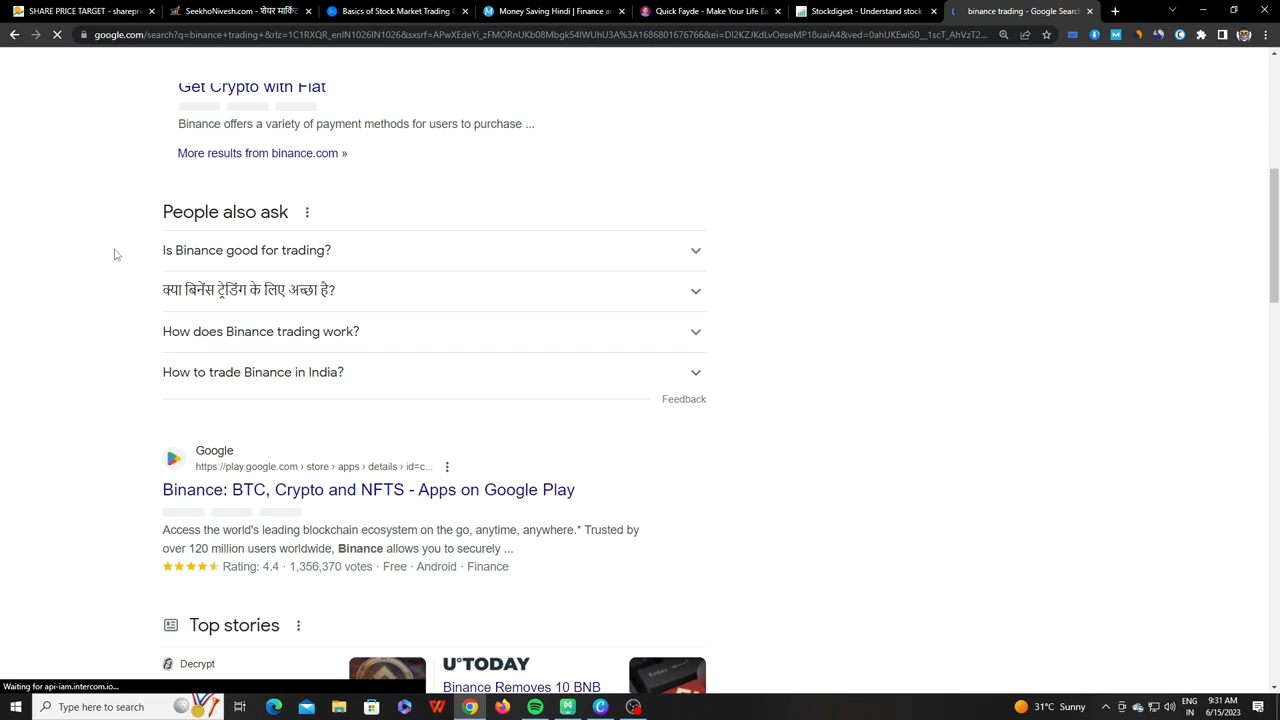 SHARE PRICE TARGET - sharepri
SeekhoNivesh.com - शेयर मार्के
Basics of Stock Market Trading C
Money Saving Hindi | Finance an
Quick Fayde - Make Your Life Ea
Stockdigest - Understand stock
binance trading - Google Search
google.com/search?q=binance+trading+&rlz=1C1RXQR_enIN1026IN1026&sxsrf=
Get Crypto with Fiat
Binance offers a variety of payment methods for users to purchase ...
More results from binance.com »
People also ask
Is Binance good for trading?
क्या बिनेंस ट्रेडिंग के लिए अच्छा है?
How does Binance trading work?
How to trade Binance in India?
Feedback
Google
https://play.google.com › store › apps › details › id=c...
Binance: BTC, Crypto and NFTS - Apps on Google Play
Access the world's leading blockchain ecosystem on the go, anytime, anywhere.* Trusted by
over 120 million users worldwide, Binance allows you to securely ...
Rating: 4.4 · 1,356,370 votes · Free · Android · Finance
Top stories
Decrypt
U°TODAY
Binance Removes 10 BNB
Waiting for api-iam.intercom.io...
Type here to search
31°C Sunny
ENG
IN
9:31 AM
6/15/2023